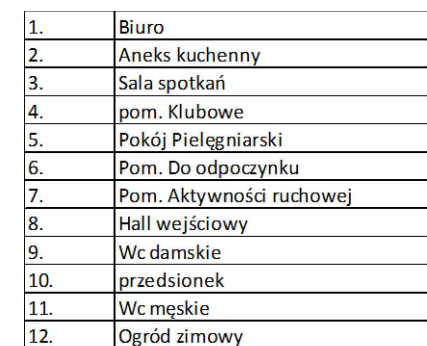 1. Biuro
2. Aneks kuchenny
3. Sala spotkań
4. pom. Klubowe
5. Pokój Pielęgniarski
6. Pom. Do odpoczynku
7. Pom. Aktywności ruchowej
8. Hall wejściowy
9. Wc damskie
10. przedsionek
11. Wc męskie
12. Ogród zimowy